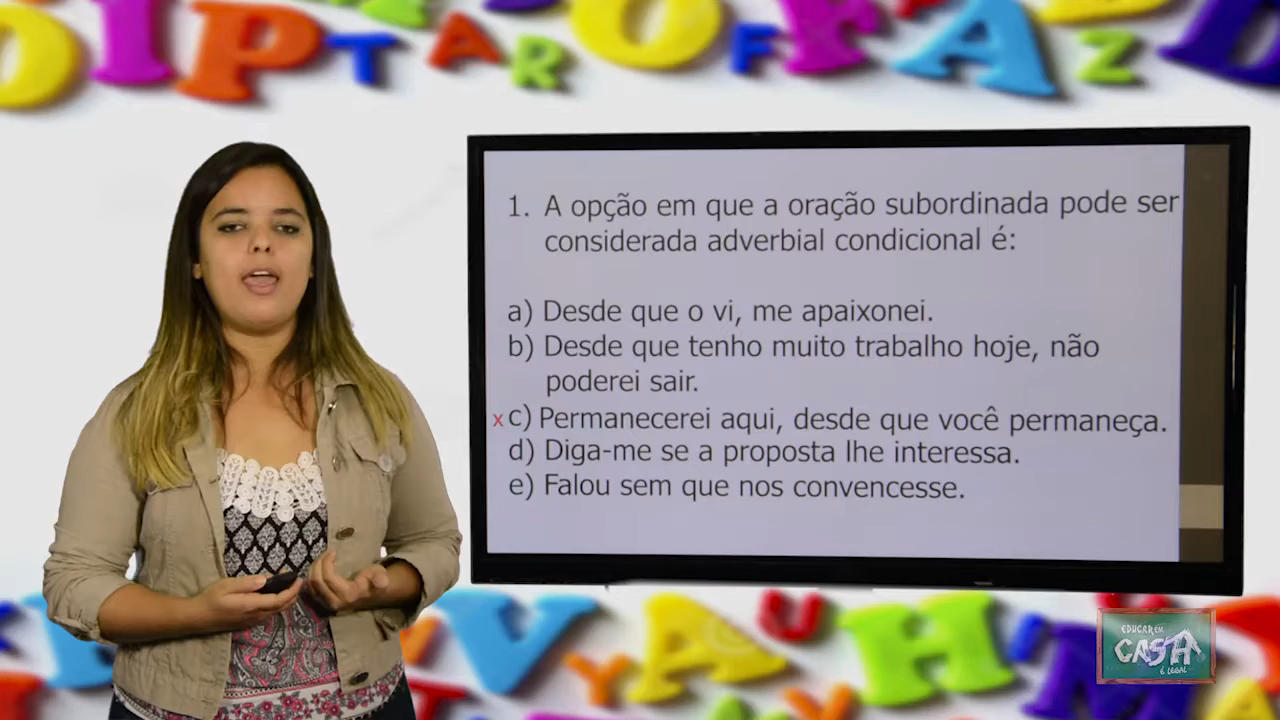 1. A opção em que a oração subordinada pode ser
considerada adverbial condicional é:
a) Desde que o vi, me apaixonei.
b) Desde que tenho muito trabalho hoje, não
poderei sair.
x c) Permanecerei aqui, desde que você permaneça.
d) Diga-me se a proposta lhe interessa.
e) Falou sem que nos convencesse.
EDUCAR EM
CASA
É LEGAL